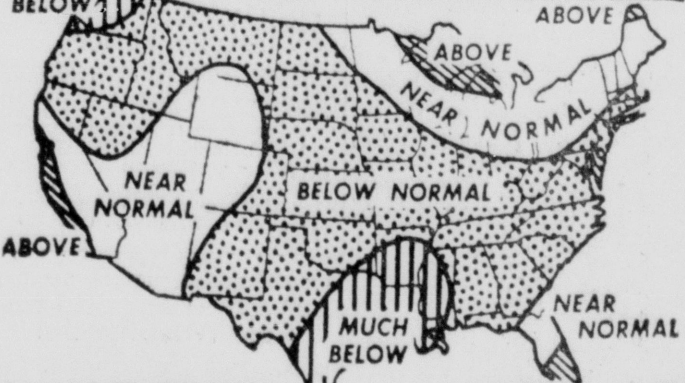 BELOW
ABOVE
ABOVE
NEAR NORMAL
NEAR
NORMAL
BELOW NORMAL
ABOVE
NEAR
NORMAL
MUCH
BELOW